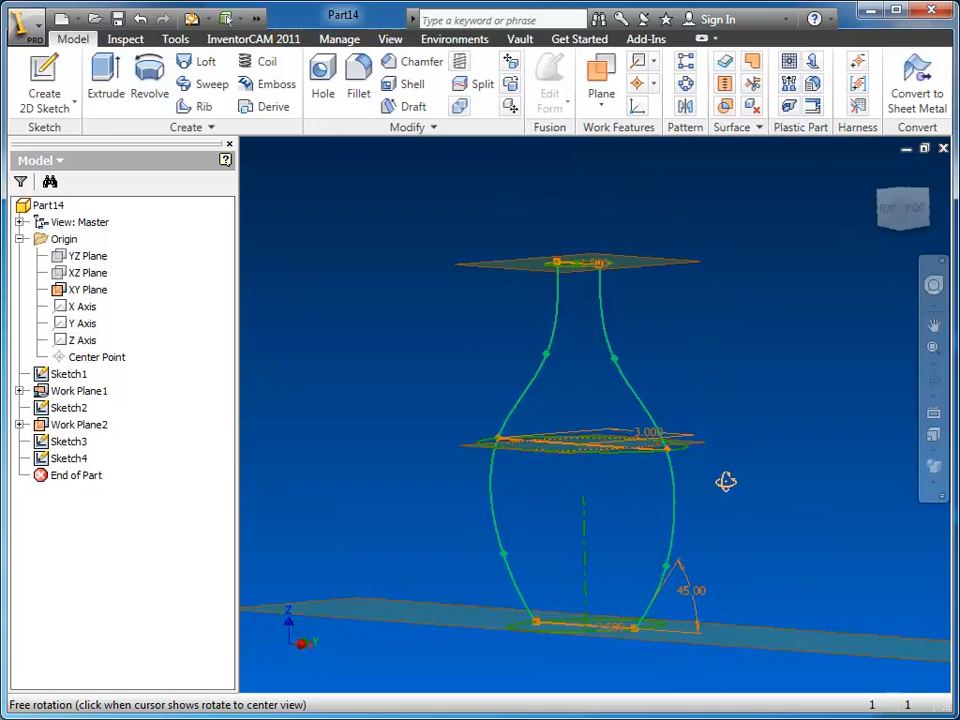 Part14
Type a keyword or phrase
Sign In
PRO
Model Inspect Tools InventorCAM 2011 Manage View Environments Vault Get Started Add-Ins
Create
2D Sketch
Extrude
Revolve
Loft
Sweep
Rib
Coil
Emboss
Derive
Hole
Fillet
Chamfer
Shell
Draft
Split
Edit
Form
Plane
Convert to
Sheet Metal
Sketch Create Modify Fusion Work Features Pattern Surface Plastic Part Harness Convert
Model
Part14
View: Master
Origin
YZ Plane
XZ Plane
XY Plane
X Axis
Y Axis
Z Axis
Center Point
Sketch1
Work Plane1
Sketch2
Work Plane2
Sketch3
Sketch4
End of Part
RIGHT
3.000
45.00
Z
Y
Free rotation (click when cursor shows rotate to center view)
1 1